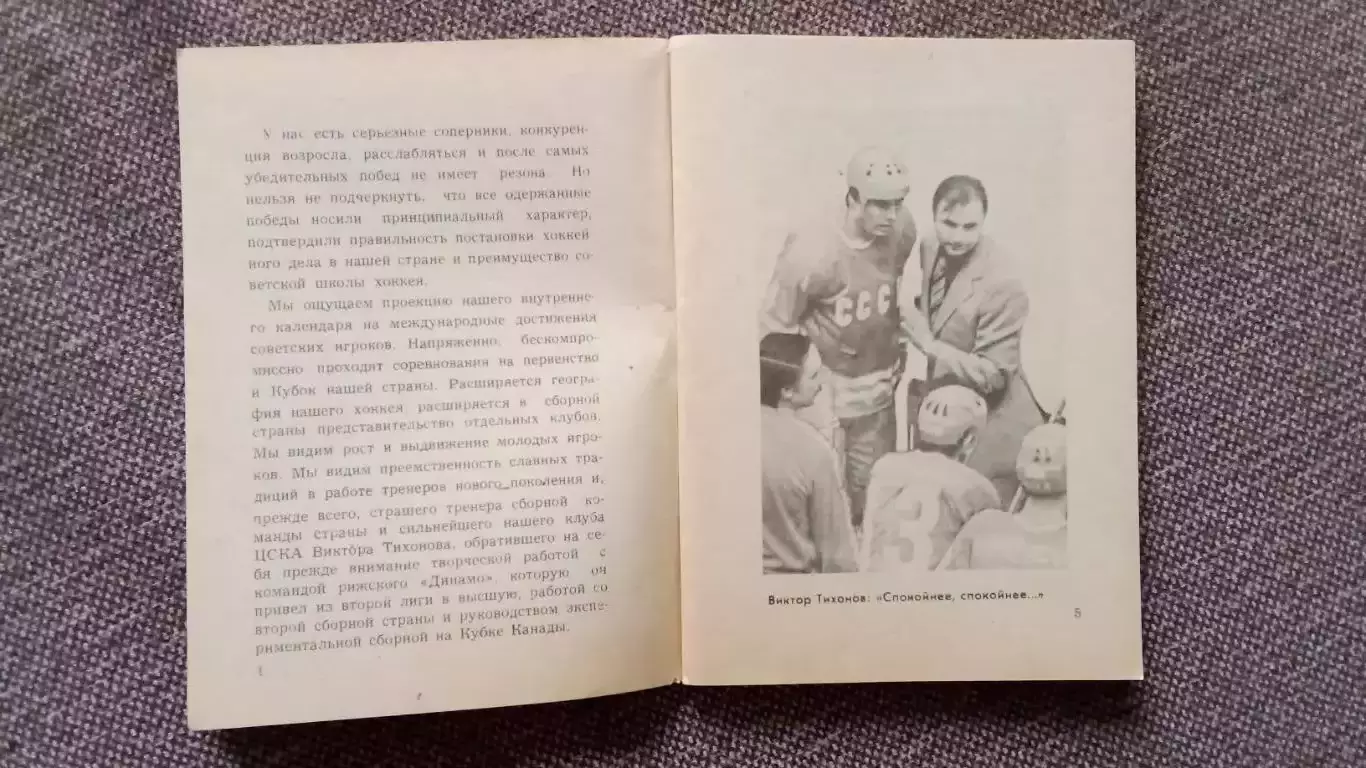 У нас есть серьезные соперники, конкурен-
ция возросла, расслабляться и после самых
убедительных побед не имеет резона. Но
нельзя не подчеркнуть, что все одержанные
победы носили принципиальный характер,
подтвердили правильность постановки хоккей
ного дела в нашей стране и преимущество со-
ветской школы хоккея.
Мы ощущаем проекцию нашего внутренне-
го календаря на международные достижения
советских игроков. Напряженно, бескомпро-
миссно проходят соревнования на первенство
и Кубок нашей страны. Расширяется геогра-
фия нашего хоккея расширяется в сборной
страны представительство отдельных клубов.
Мы видим рост и выдвижение молодых игро-
ков. Мы видим преемственность славных тра-
диций в работе тренеров нового поколения и,
прежде всего, страшего тренера сборной ко-
манды страны и сильнейшего нашего клуба
ЦСКА Виктора Тихонова, обратившего на се-
бя прежде внимание творческой работой с
командой рижского «Динамо», которую он
привел из второй лиги в высшую, работой со
второй сборной страны и руководством экспе-
риментальной сборной на Кубке Канады.
4
СССР
3
Виктор Тихонов: «Спокойнее, спокойнее...»
5